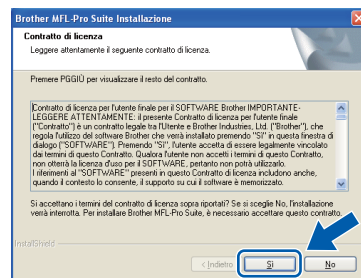 Brother MFL-Pro Suite Installazione
Contratto di licenza
Leggere attentamente il seguente contratto di licenza.
Premere PGGIÙ per visualizzare il resto del contratto.
Contratto di licenza per l'utente finale per il SOFTWARE Brother IMPORTANTE-
LEGGERE ATTENTAMENTE: il presente Contratto di licenza per l'utente finale
("Contratto") è un contratto legale tra l'Utente e Brother Industries, Ltd. ("Brother"), che
regola l'utilizzo del software Brother che verrà installato premendo "Sì" in questa finestra di
dialogo ("SOFTWARE"). Premendo "Sì", l'utente accetta di essere legalmente vincolato
dai termini di questo Contratto. Qualora l'utente non accetti i termini di questo Contratto,
non otterrà la licenza d'uso per il SOFTWARE, pertanto non potrà utilizzarlo.
I riferimenti al "SOFTWARE" presenti in questo Contratto di licenza includono anche,
quando il contesto lo consente, il supporto su cui il software è memorizzato.
Si accettano i termini del contratto di licenza sopra riportati? Se si sceglie No, l'installazione
verrà interrotta. Per installare Brother MFL-Pro Suite, è necessario accettare questo contratto.
InstallShield
< Indietro
Sì
No